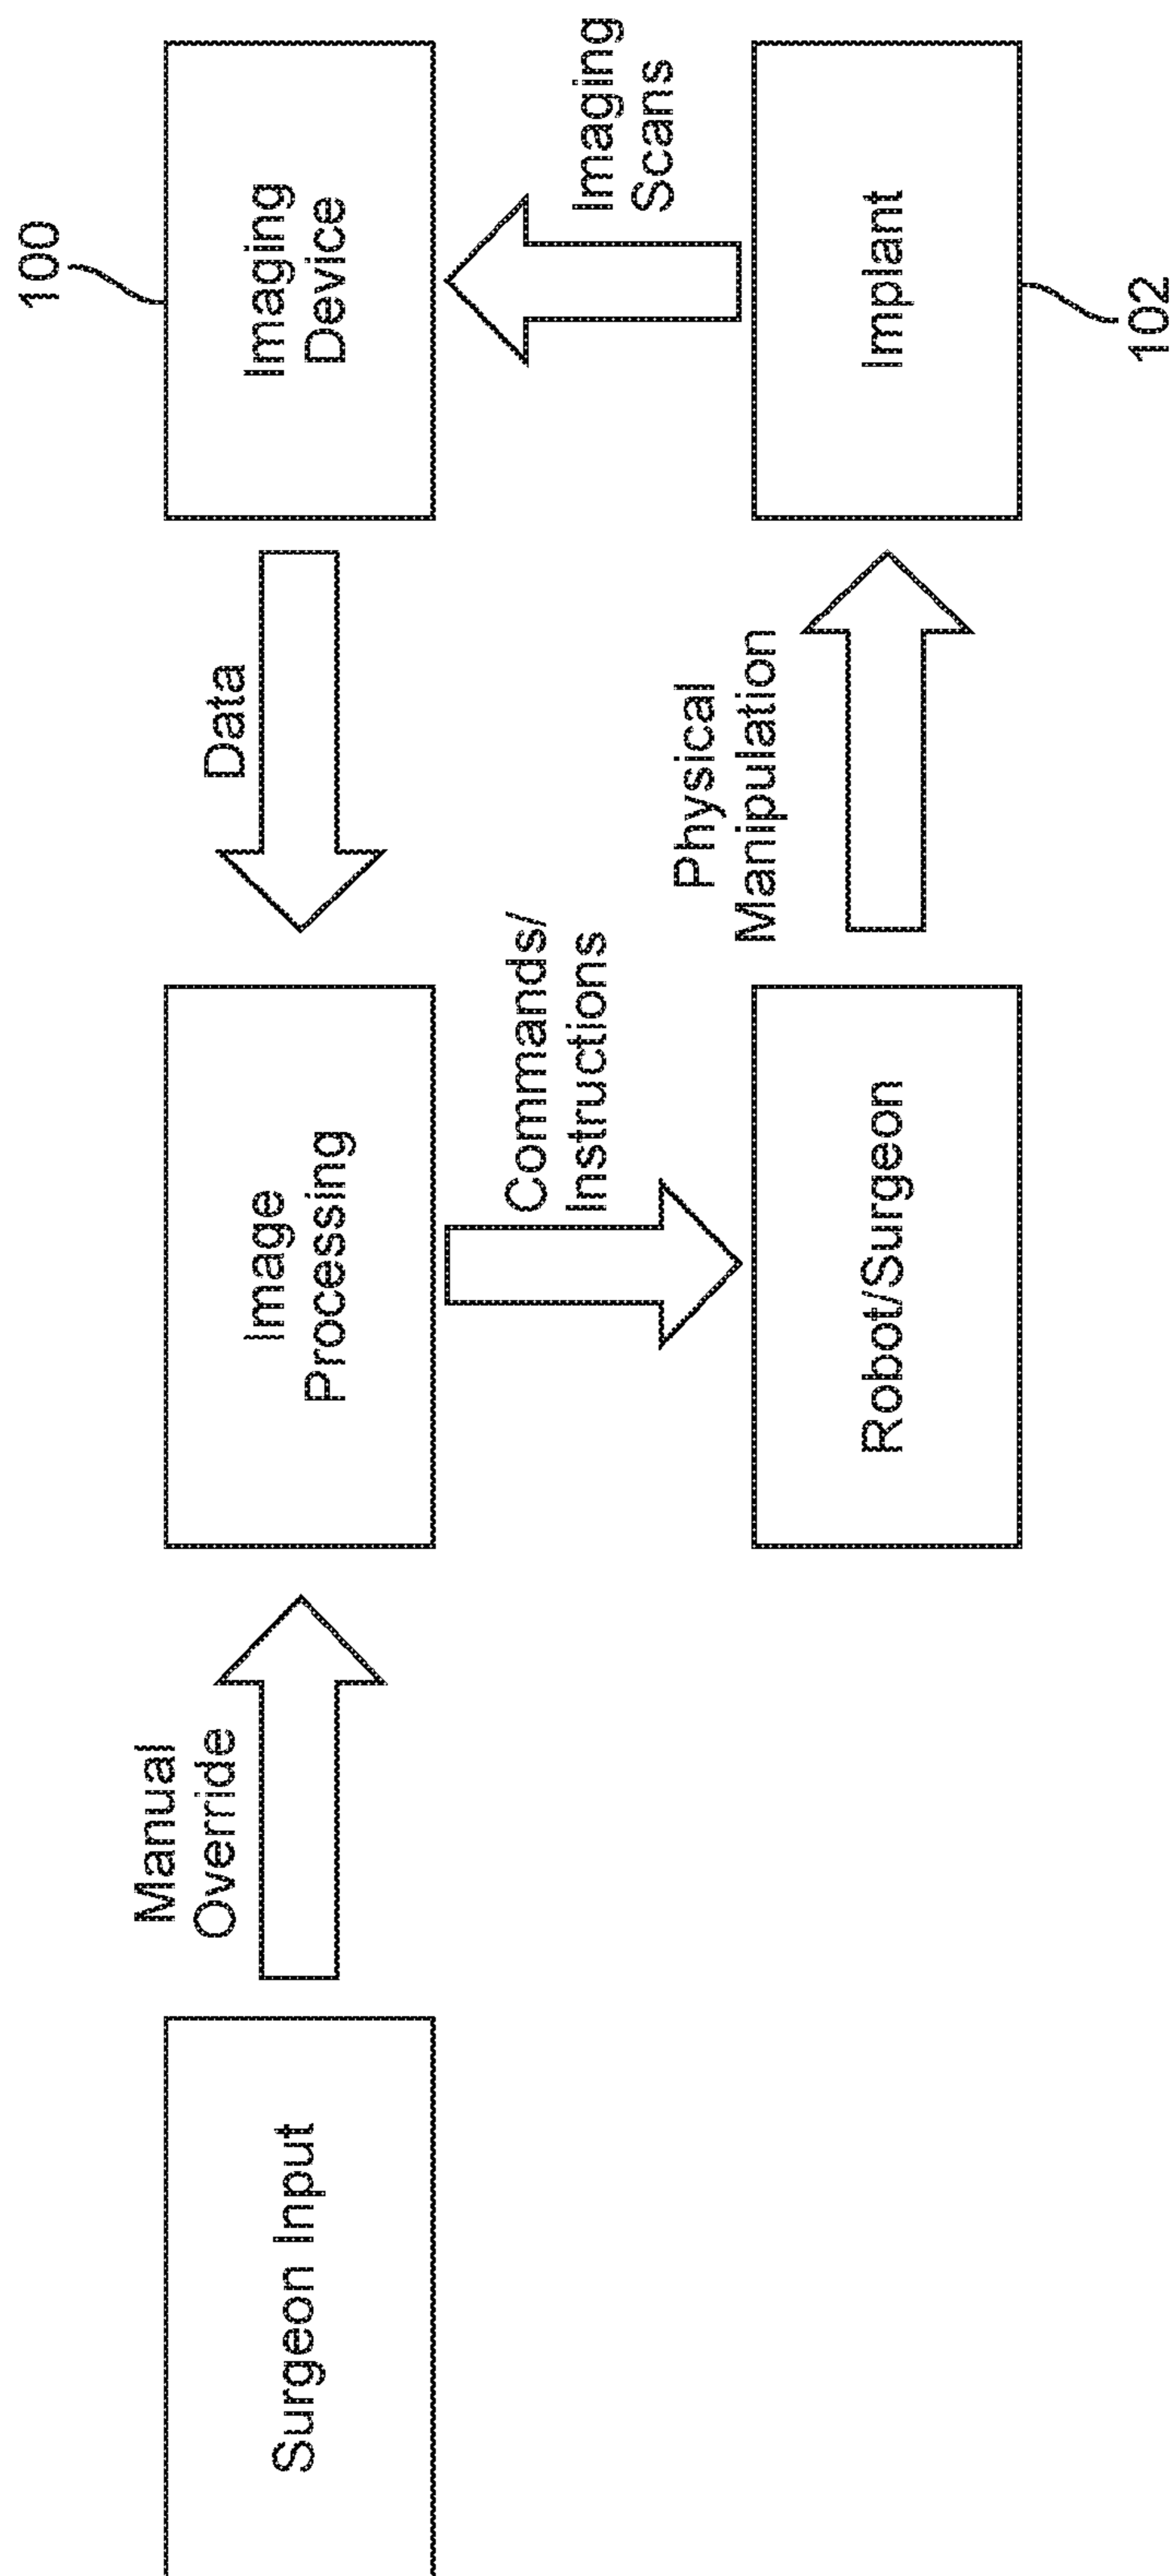 100
Manual
Override
Data
Surgeon Input
Image
Processing
Imaging
Device
Commands/
Instructions
Imaging
Scans
Physical
Manipulation
Robot/Surgeon
Implant
102